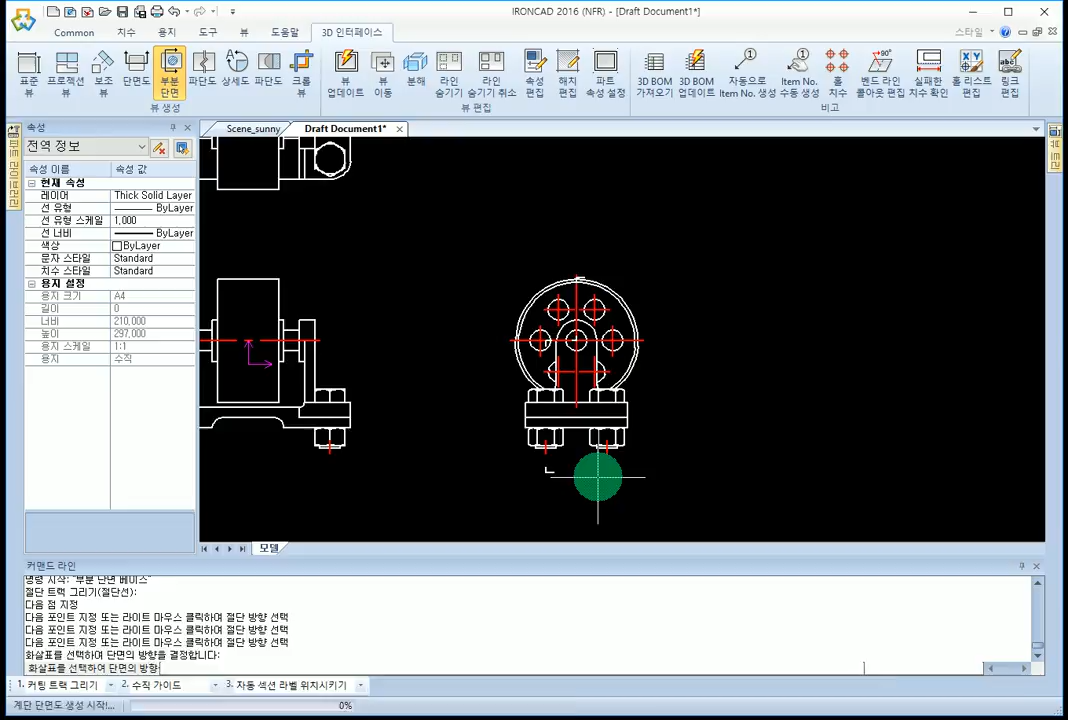 IRONCAD 2016 (NFR) - [Draft Document1*]
Common 치수 용지 도구 뷰 도움말 3D 인터페이스 스타일
표준 뷰 프로젝션 뷰 보조 뷰 단면도 부분 단면 파단도 상세도 파단도 크롭 뷰
뷰 업데이트 뷰 이동 분해 라인 숨기기 라인 숨기기 취소 속성 편집 해치 편집 파트 속성 설정
3D BOM 가져오기 3D BOM 업데이트 자동으로 Item No. 생성 Item No. 수동 생성 홀 치수 벤드 라인 콜아웃 편집 실패한 치수 확인 홀 리스트 편집 링크 편집
뷰 생성 뷰 편집 비고
속성
Scene_sunny Draft Document1*
전역 정보
속성 이름 속성 값
현재 속성
레이어 Thick Solid Layer
선 유형 ByLayer
선 유형 스케일 1,000
선 너비 ByLayer
색상 ByLayer
문자 스타일 Standard
치수 스타일 Standard
용지 설정
용지 크기 A4
길이 0
너비 210,000
높이 297,000
용지 스케일 1:1
용지 수직
모델
커맨드 라인
명령 시작: "부분 단면 베이스"
절단 트랙 그리기(절단선):
다음 점 지정
다음 포인트 지정 또는 라이트 마우스 클릭하여 절단 방향 선택
다음 포인트 지정 또는 라이트 마우스 클릭하여 절단 방향 선택
다음 포인트 지정 또는 라이트 마우스 클릭하여 절단 방향 선택
화살표를 선택하여 단면의 방향을 결정합니다:
화살표를 선택하여 단면의 방향
1. 커팅 트랙 그리기 2. 수직 가이드 3. 자동 섹션 라벨 위치시키기
계단 단면도 생성 시작!... 0%